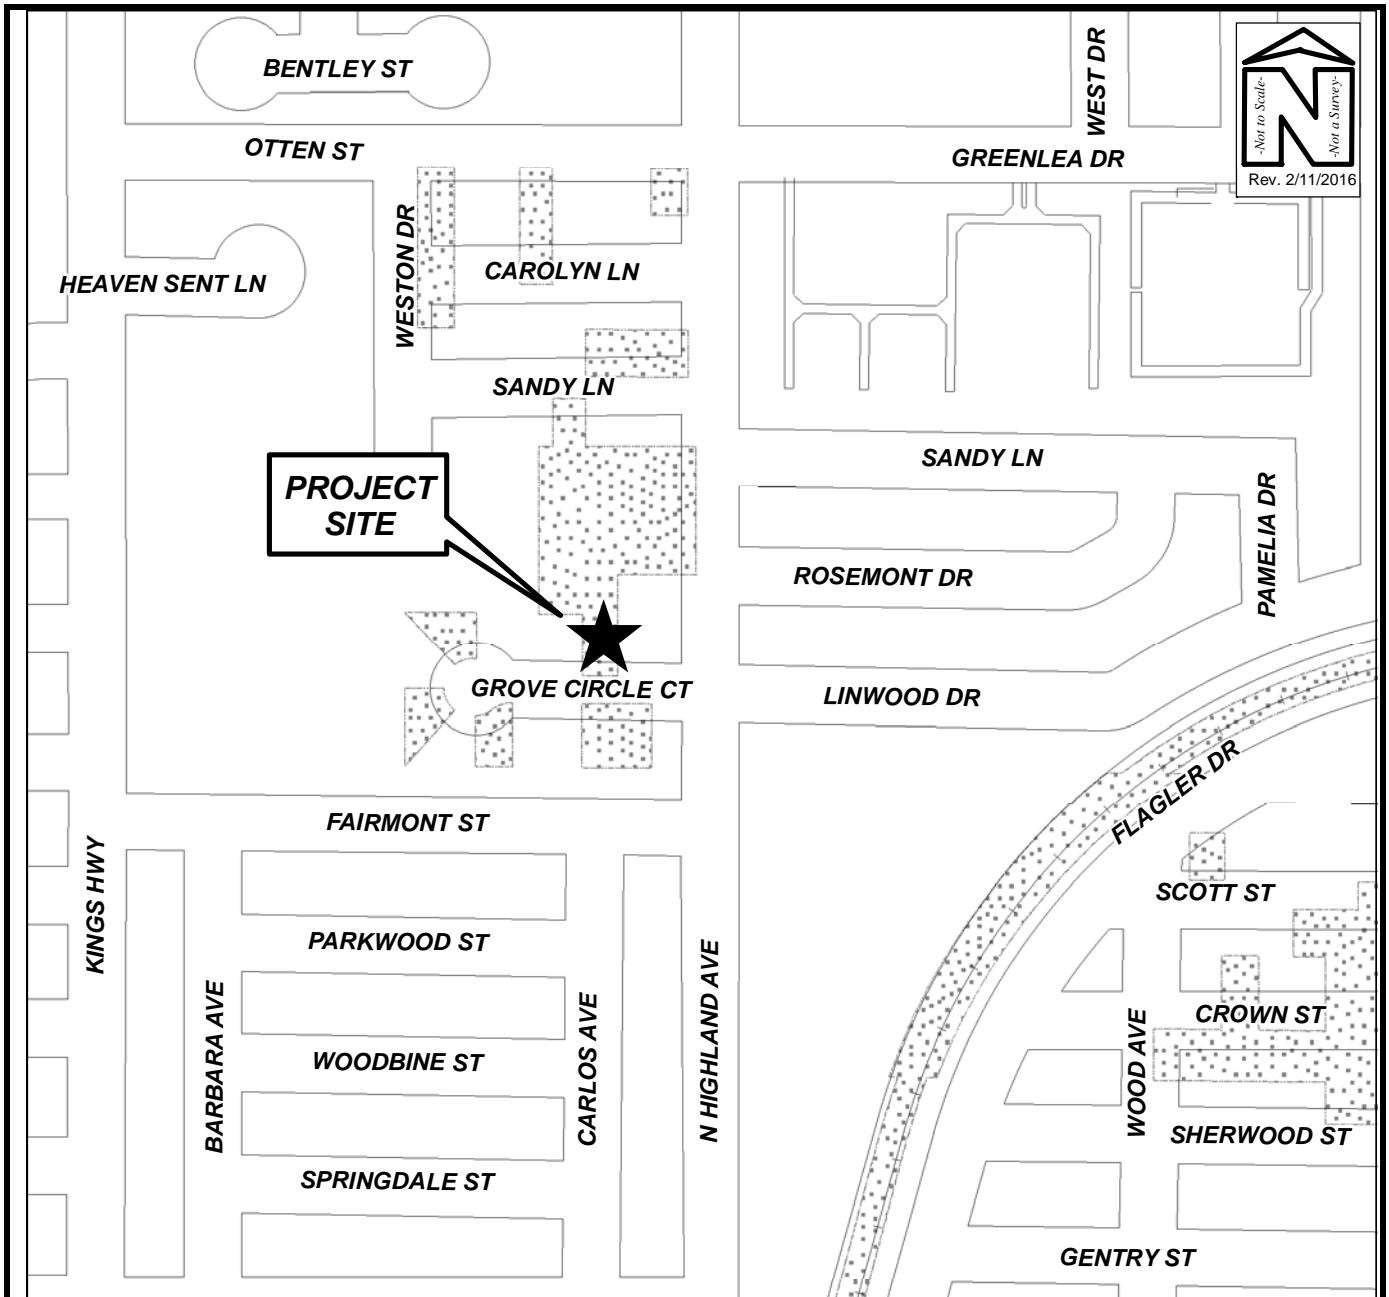 BENTLEY ST
WEST DR
-Not to Scale-
-Not a Survey-
Rev. 2/11/2016
OTTEN ST
GREENLEA DR
WESTON DR
CAROLYN LN
HEAVEN SENT LN
SANDY LN
SANDY LN
PROJECT
SITE
PAMELIA DR
ROSEMONT DR
GROVE CIRCLE CT
LINWOOD DR
FLAGLER DR
FAIRMONT ST
KINGS HWY
SCOTT ST
PARKWOOD ST
N HIGHLAND AVE
BARBARA AVE
CARLOS AVE
CROWN ST
WOOD AVE
WOODBINE ST
SHERWOOD ST
SPRINGDALE ST
GENTRY ST